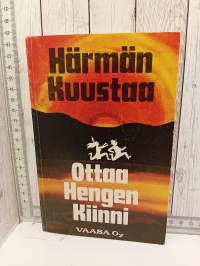 Härmän
Kuustaa
Ottaa
Hengen
Kiinni
VAASA Oy